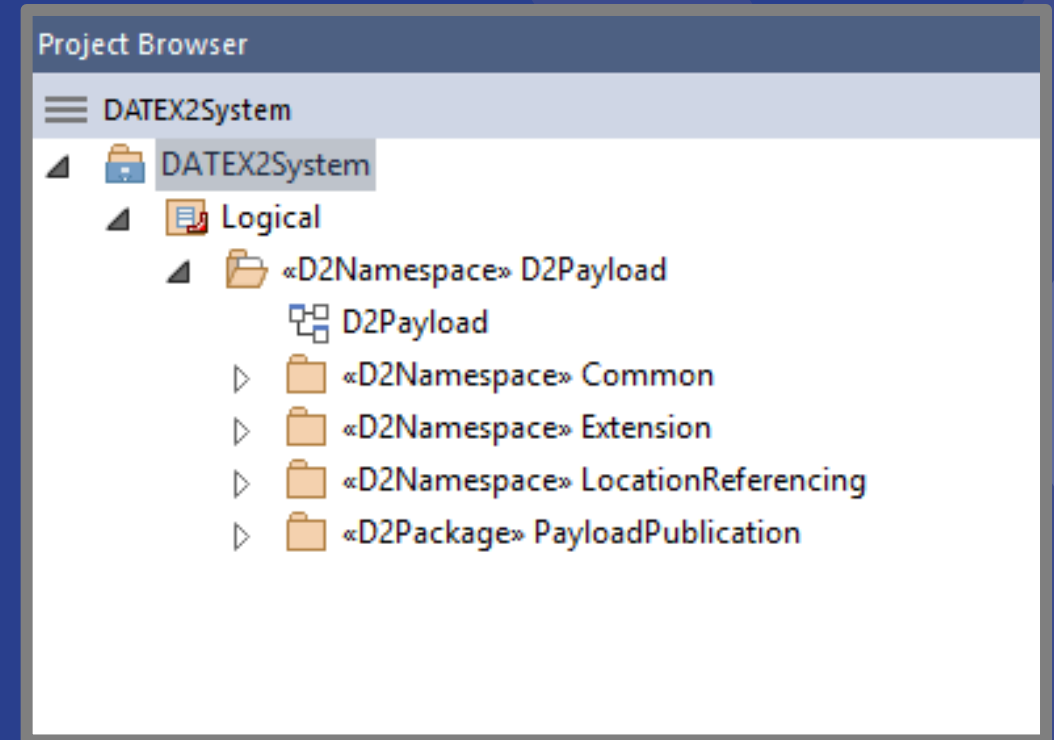 Project Browser
DATEX2System
DATEX2System
Logical
«D2Namespace» D2Payload
D2Payload
«D2Namespace» Common
«D2Namespace» Extension
«D2Namespace» LocationReferencing
«D2Package» PayloadPublication